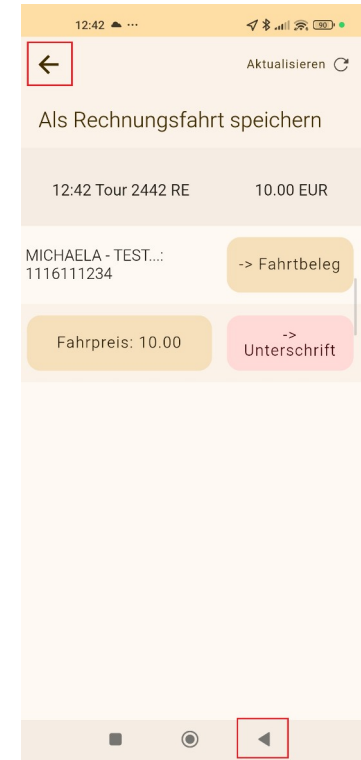 12:42 ...
90
Aktualisieren
Als Rechnungsfahrt speichern
12:42 Tour 2442 RE 10.00 EUR
MICHAELA - TEST...:
1116111234
-> Fahrtbeleg
Fahrpreis: 10.00
->
Unterschrift